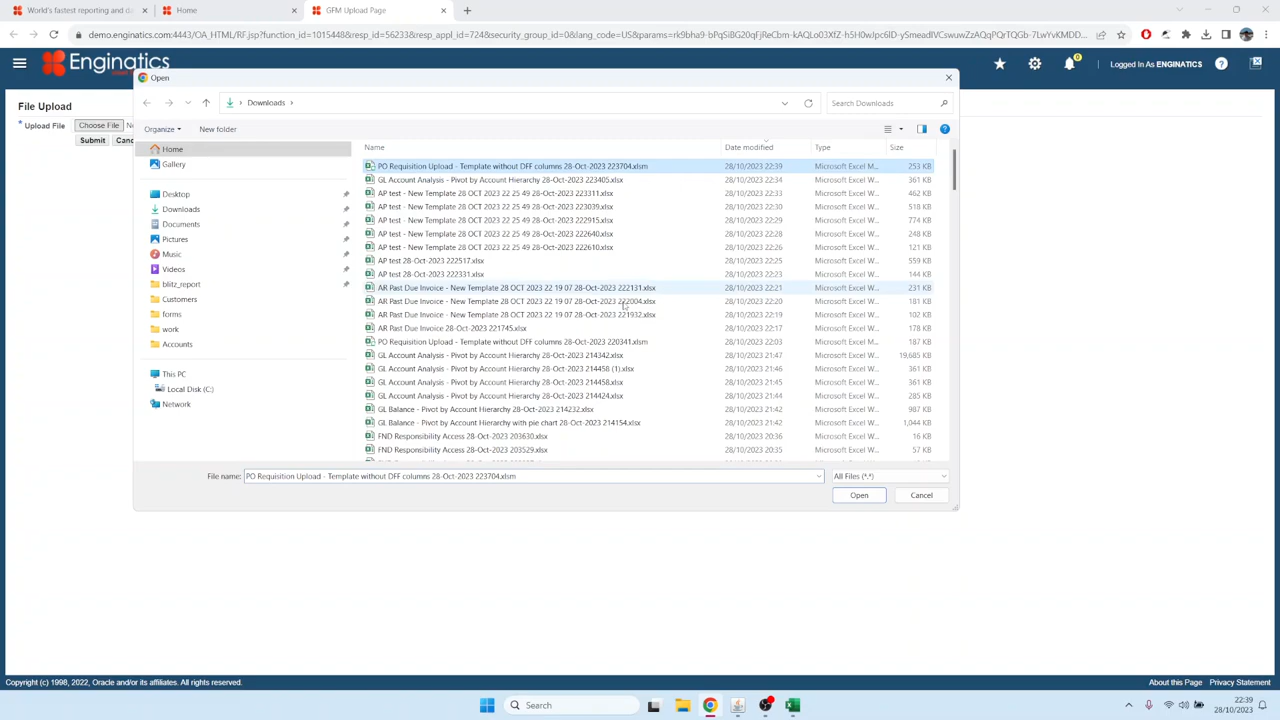 World's fastest reporting and da
Home
GFM Upload Page
demo.enginatics.com:4443/OA_HTML/RF.jsp?function_id=1015448&resp_id=56233&resp_appl_id=724&security_group_id=0&lang_code=US&params=
Enginatics
Logged In As ENGINATICS
File Upload
* Upload File Choose File
Submit
Open
Downloads
Search Downloads
Organize
New folder
Home
Gallery
Desktop
Downloads
Documents
Pictures
Music
Videos
blitz_report
Customers
forms
work
Accounts
This PC
Local Disk (C:)
Network
Name Date modified Type Size
PO Requisition Upload - Template without DFF columns 28-Oct-2023 223704.xlsm 28/10/2023 22:39 Microsoft Excel M... 253 KB
GL Account Analysis - Pivot by Account Hierarchy 28-Oct-2023 223405.xlsx 28/10/2023 22:34 Microsoft Excel W... 361 KB
AP test - New Template 28 OCT 2023 22 25 49 28-Oct-2023 223311.xlsx 28/10/2023 22:33 Microsoft Excel W... 462 KB
AP test - New Template 28 OCT 2023 22 25 49 28-Oct-2023 223039.xlsx 28/10/2023 22:30 Microsoft Excel W... 518 KB
AP test - New Template 28 OCT 2023 22 25 49 28-Oct-2023 222915.xlsx 28/10/2023 22:29 Microsoft Excel W... 774 KB
AP test - New Template 28 OCT 2023 22 25 49 28-Oct-2023 222640.xlsx 28/10/2023 22:28 Microsoft Excel W... 248 KB
AP test - New Template 28 OCT 2023 22 25 49 28-Oct-2023 222610.xlsx 28/10/2023 22:26 Microsoft Excel W... 631 KB
AP test 28-Oct-2023 222517.xlsx 28/10/2023 22:25 Microsoft Excel W... 559 KB
AP test 28-Oct-2023 222331.xlsx 28/10/2023 22:23 Microsoft Excel W... 144 KB
AR Past Due Invoice - New Template 28 OCT 2023 22 19 07 28-Oct-2023 222131.xlsx 28/10/2023 22:21 Microsoft Excel W... 231 KB
AR Past Due Invoice - New Template 28 OCT 2023 22 19 07 28-Oct-2023 222004.xlsx 28/10/2023 22:20 Microsoft Excel W... 181 KB
AR Past Due Invoice - New Template 28 OCT 2023 22 19 07 28-Oct-2023 221932.xlsx 28/10/2023 22:19 Microsoft Excel W... 102 KB
AR Past Due Invoice 28-Oct-2023 221745.xlsx 28/10/2023 22:17 Microsoft Excel W... 178 KB
PO Requisition Upload - Template without DFF columns 28-Oct-2023 220341.xlsm 28/10/2023 22:03 Microsoft Excel M... 187 KB
GL Account Analysis - Pivot by Account Hierarchy 28-Oct-2023 214342.xlsx 28/10/2023 21:47 Microsoft Excel W... 19,685 KB
GL Account Analysis - Pivot by Account Hierarchy 28-Oct-2023 214458 (1).xlsx 28/10/2023 21:46 Microsoft Excel W... 361 KB
GL Account Analysis - Pivot by Account Hierarchy 28-Oct-2023 214458.xlsx 28/10/2023 21:45 Microsoft Excel W... 361 KB
GL Account Analysis - Pivot by Account Hierarchy 28-Oct-2023 214424.xlsx 28/10/2023 21:44 Microsoft Excel W... 285 KB
GL Balance - Pivot by Account Hierarchy 28-Oct-2023 214232.xlsx 28/10/2023 21:42 Microsoft Excel W... 987 KB
GL Balance - Pivot by Account Hierarchy with pie chart 28-Oct-2023 214154.xlsx 28/10/2023 21:42 Microsoft Excel W... 1,044 KB
FND Responsibility Access 28-Oct-2023 203630.xlsx 28/10/2023 20:36 Microsoft Excel W... 16 KB
FND Responsibility Access 28-Oct-2023 203529.xlsx 28/10/2023 20:35 Microsoft Excel W... 57 KB
File name: PO Requisition Upload - Template without DFF columns 28-Oct-2023 223704.xlsm All Files (*.*)
Open Cancel
Copyright (c) 1998, 2022, Oracle and/or its affiliates. All rights reserved.
About this Page Privacy Statement
Search
22:39
28/10/2023